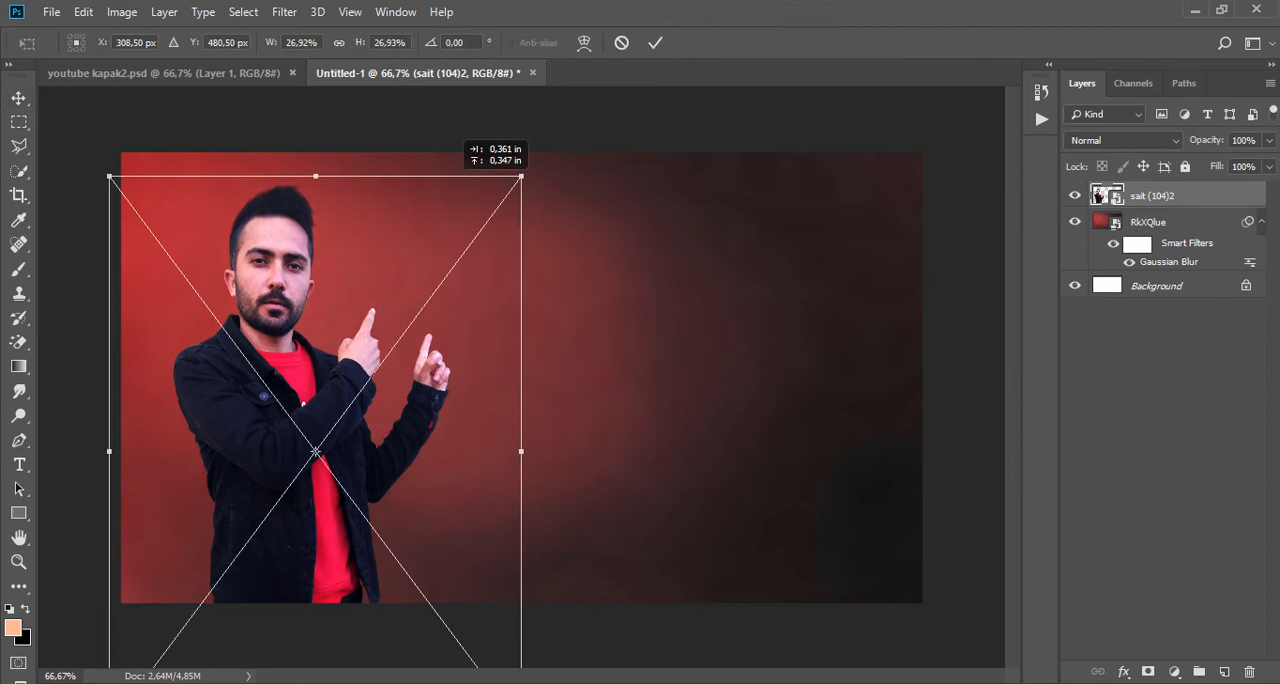 Ps File Edit Image Layer Type Select Filter 3D View Window Help
X: 308,50 px Y: 480,50 px W: 26,92% H: 26,93% 0,00 ° Anti-alias
youtube kapak2.psd @ 66,7% (Layer 1, RGB/8#) × Untitled-1 @ 66,7% (sait (104)2, RGB/8#) * ×
Layers Channels Paths
Kind
Normal Opacity: 100%
Lock: Fill: 100%
: 0,361 in
: 0,347 in
sait (104)2
RkXQlue
Smart Filters
Gaussian Blur
Background
66,67% Doc: 2,64M/4,85M